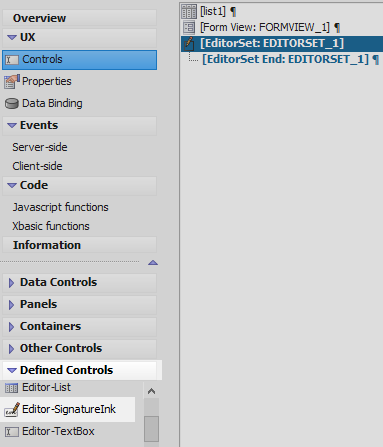 Overview
UX
Controls
Properties
Data Binding
Events
Server-side
Client-side
Code
Javascript functions
Xbasic functions
Information
Data Controls
Panels
Containers
Other Controls
Defined Controls
Editor-List
Editor-SignatureInk
Editor-TextBox
[list1] ¶
[Form View: FORMVIEW_1] ¶
[EditorSet: EDITORSET_1]
[EditorSet End: EDITORSET_1] ¶